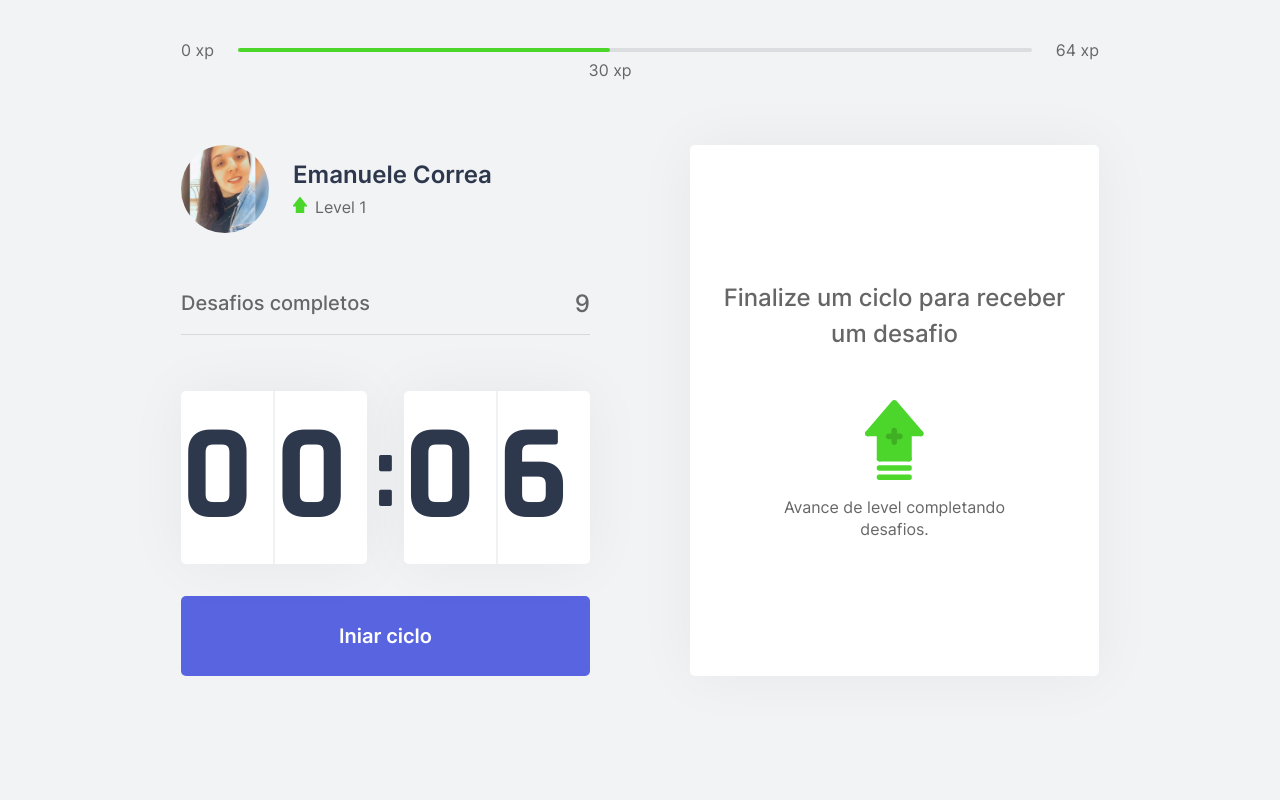 0 xp
64 xp
30 xp
Emanuele Correa
Level 1
Desafios completos
9
00:06
Iniar ciclo
Finalize um ciclo para receber
um desafio
Avance de level completando
desafios.